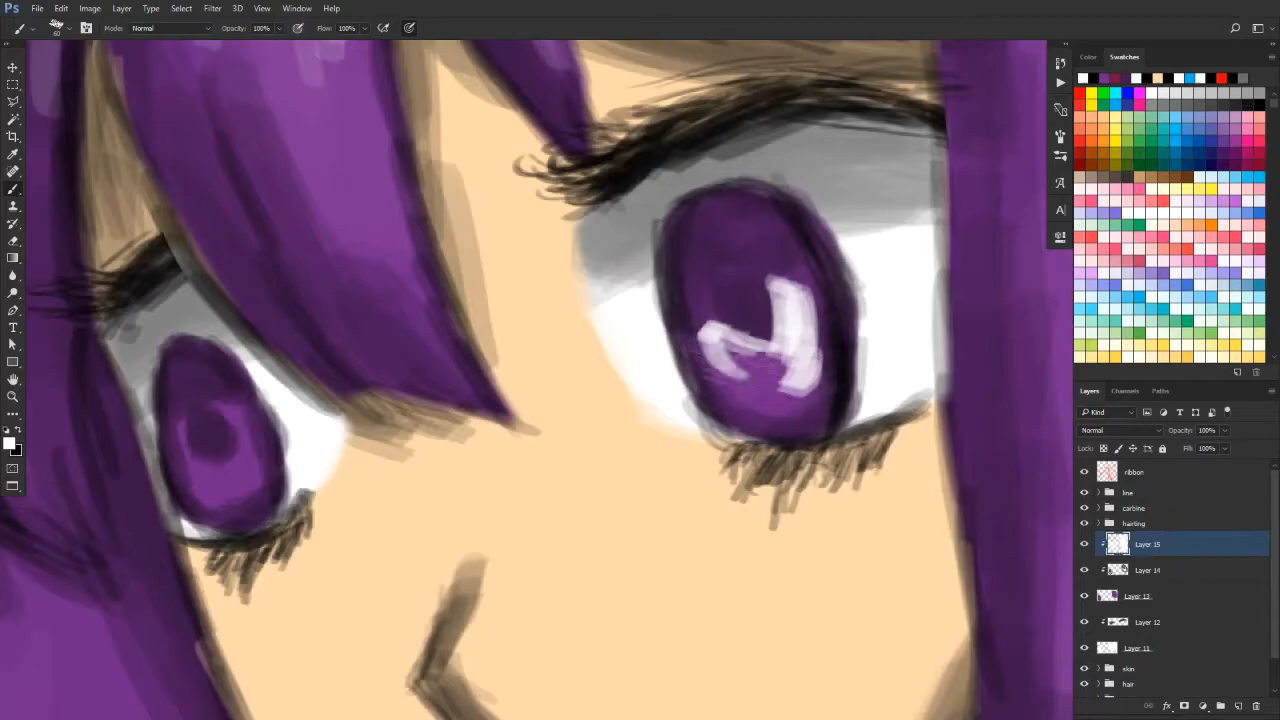 Ps File Edit Image Layer Type Select Filter 3D View Window Help
60 Mode: Normal Opacity: 100% Flow: 100%
Color Swatches
Layers Channels Paths
Kind
Normal Opacity: 100%
Lock: Fill: 100%
ribbon
line
carbine
hairting
Layer 15
Layer 14
Layer 13
Layer 12
Layer 11
skin
hair